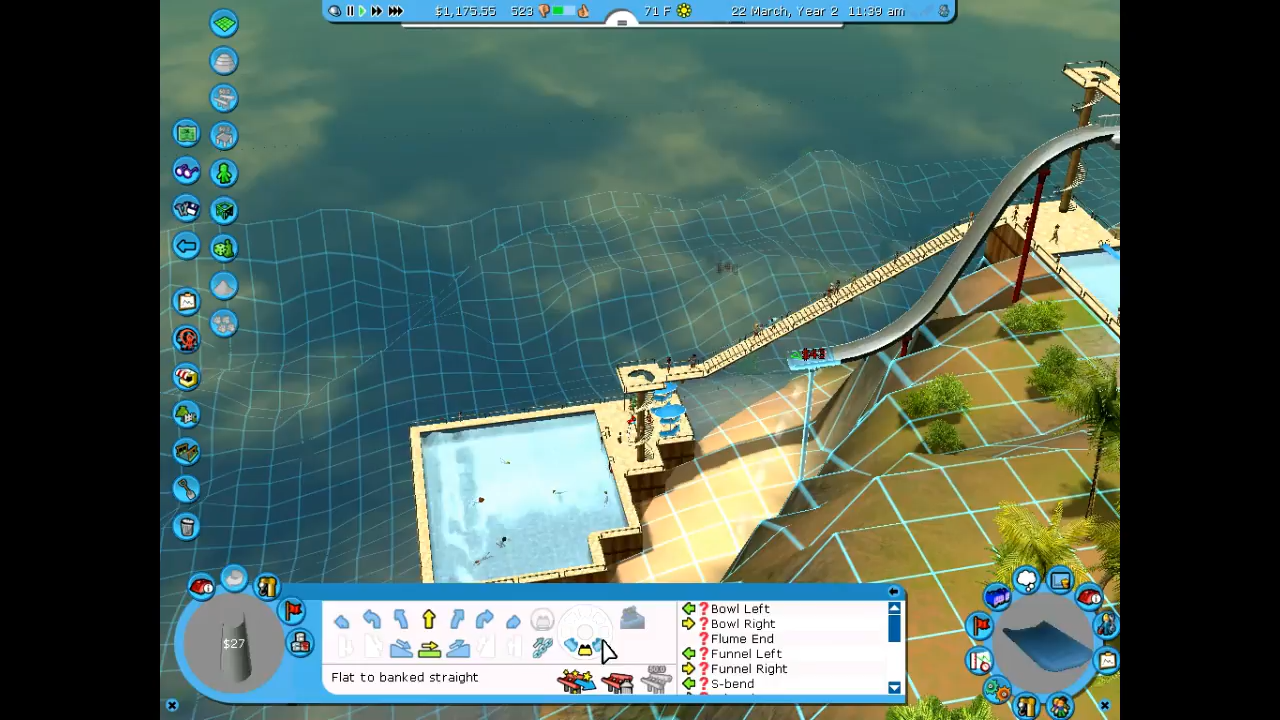 $1,175.55 523 71 F 22 March, Year 2 11:39 am
$27
Flat to banked straight
Bowl Left
Bowl Right
Flume End
Funnel Left
Funnel Right
S-bend